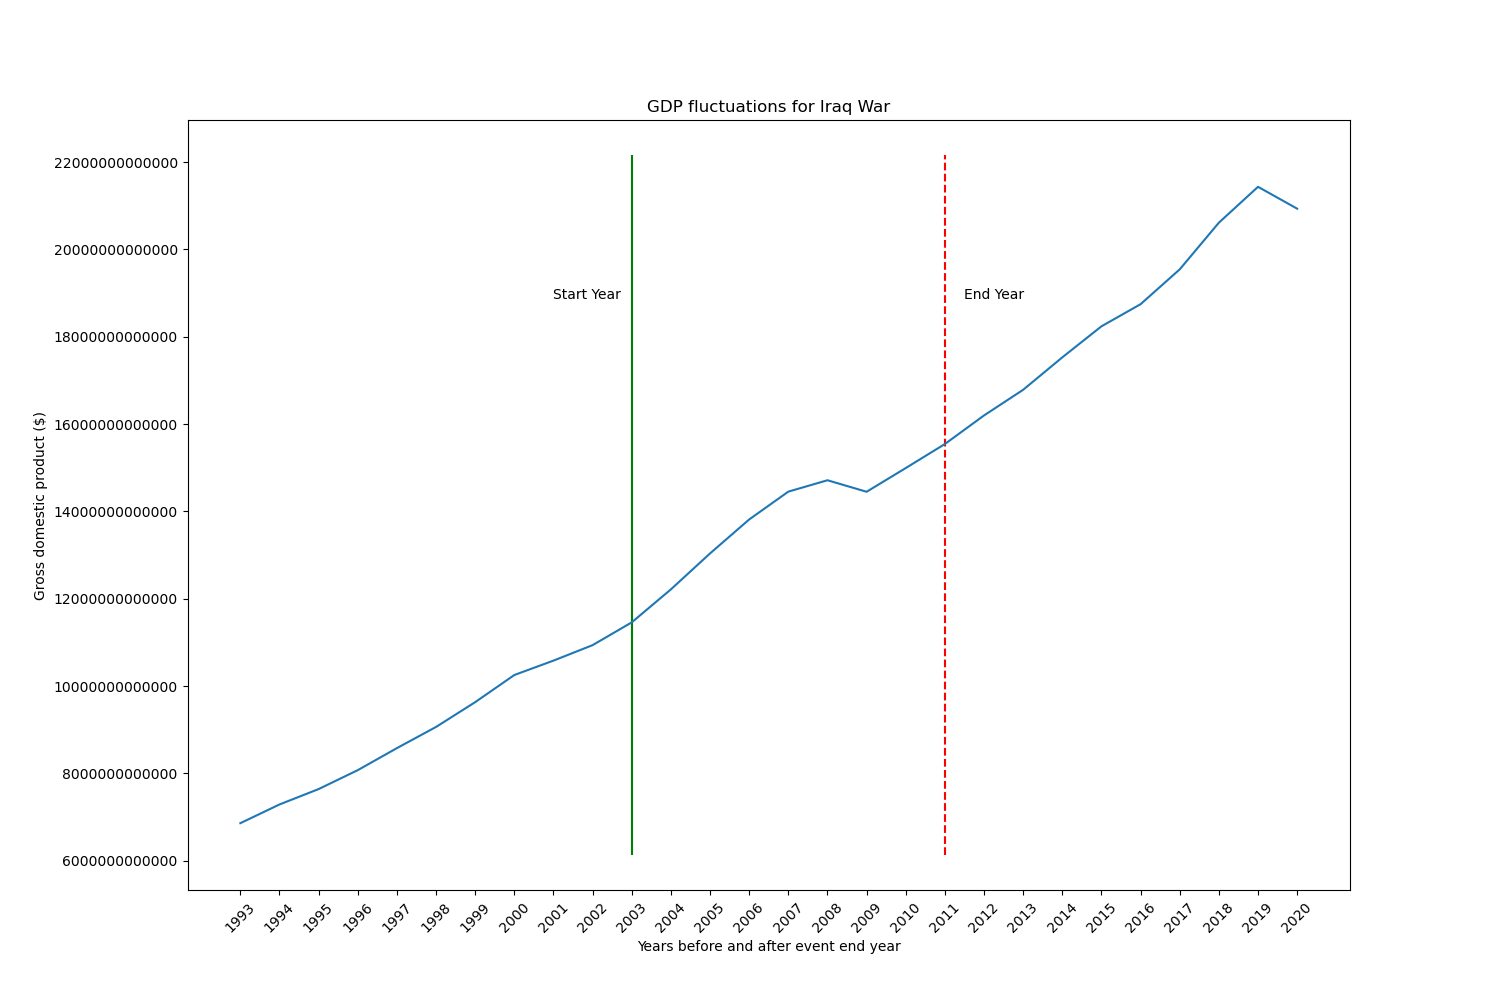 GDP fluctuations for Iraq War
22000000000000
20000000000000
18000000000000
16000000000000
14000000000000
12000000000000
10000000000000
8000000000000
6000000000000
Gross domestic product ($)
Start Year
End Year
1993 1994 1995 1996 1997 1998 1999 2000 2001 2002 2003 2004 2005 2006 2007 2008 2009 2010 2011 2012 2013 2014 2015 2016 2017 2018 2019 2020
Years before and after event end year